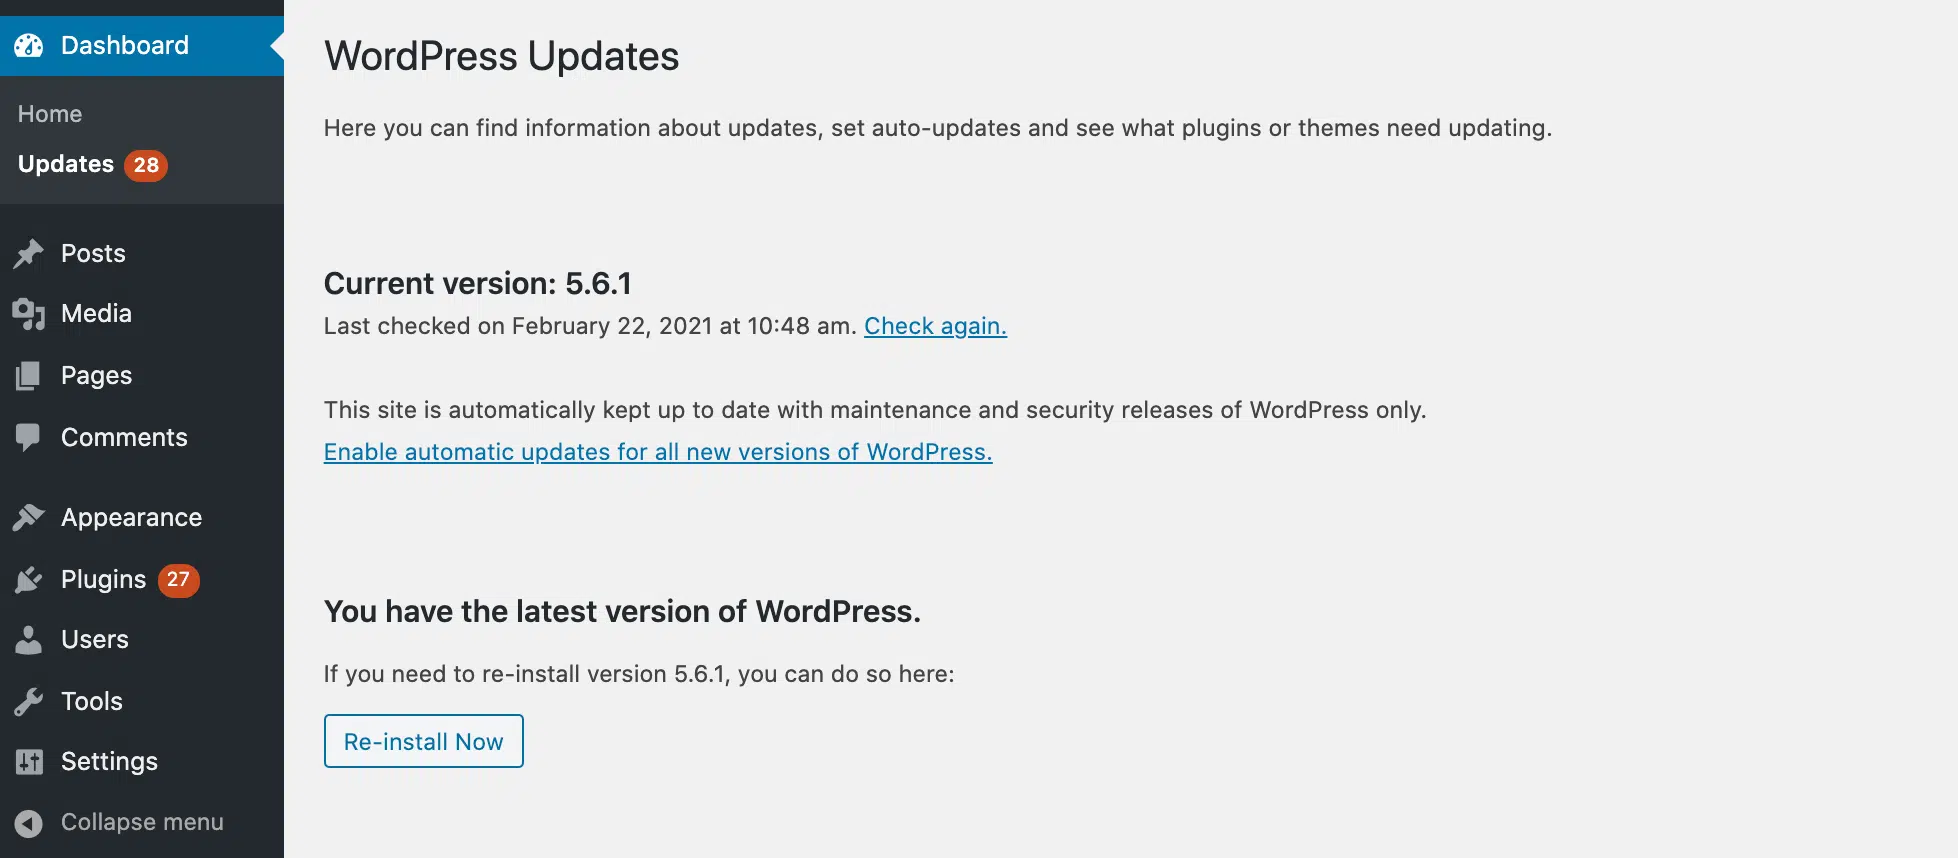 Dashboard
Home
Updates 28
Posts
Media
Pages
Comments
Appearance
Plugins 27
Users
Tools
Settings
Collapse menu
WordPress Updates
Here you can find information about updates, set auto-updates and see what plugins or themes need updating.
Current version: 5.6.1
Last checked on February 22, 2021 at 10:48 am. Check again.
This site is automatically kept up to date with maintenance and security releases of WordPress only.
Enable automatic updates for all new versions of WordPress.
You have the latest version of WordPress.
If you need to re-install version 5.6.1, you can do so here:
Re-install Now